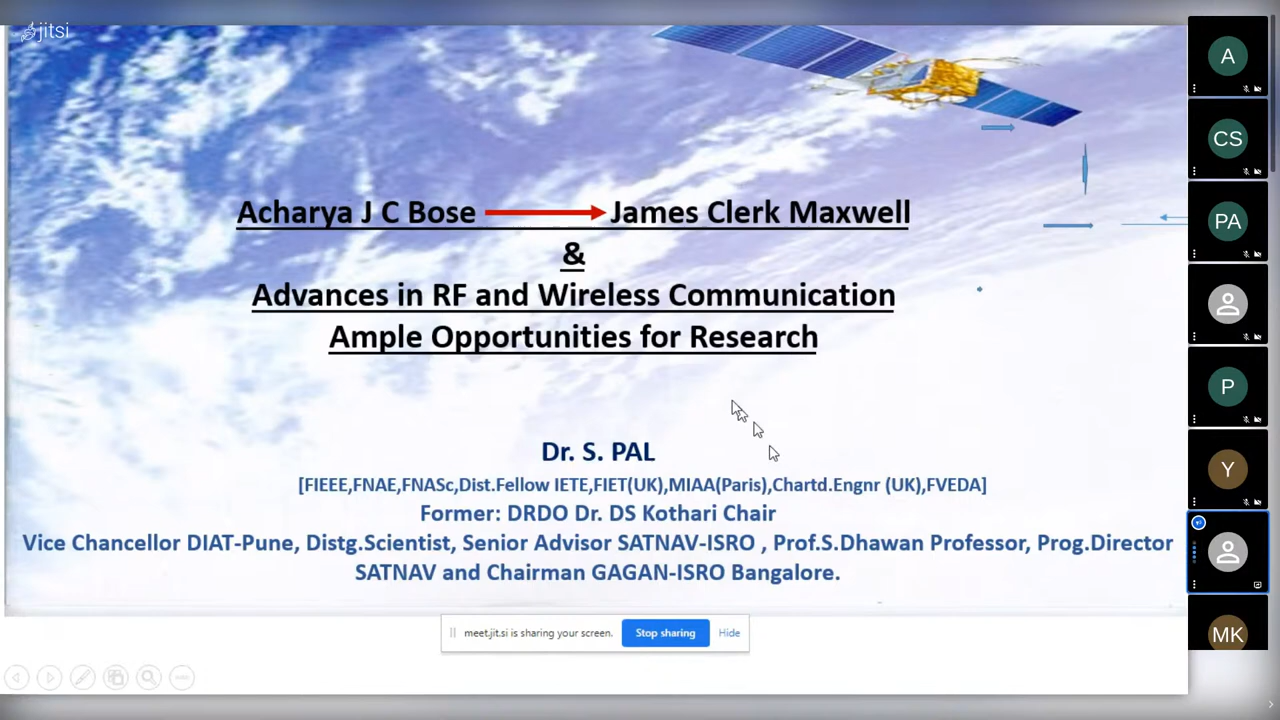 jitsi
Acharya J C Bose James Clerk Maxwell
&
Advances in RF and Wireless Communication
Ample Opportunities for Research
Dr. S. PAL
[FIEEE,FNAE,FNASc,Dist.Fellow IETE,FIET(UK),MIAA(Paris),Chartd.Engnr (UK),FVEDA]
Former: DRDO Dr. DS Kothari Chair
Vice Chancellor DIAT-Pune, Distg.Scientist, Senior Advisor SATNAV-ISRO , Prof.S.Dhawan Professor, Prog.Director
SATNAV and Chairman GAGAN-ISRO Bangalore.
meet.jit.si is sharing your screen. Stop sharing Hide
A
CS
PA
P
Y
MK